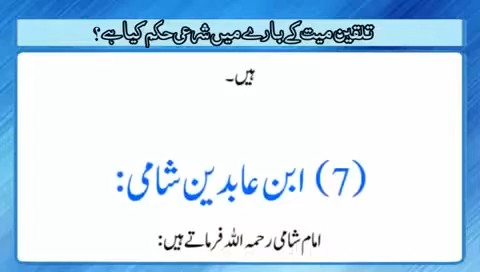 تلقین میت کے بارے میں شرعی حکم کیا ہے ؟
ہیں۔
(7) ابن عابدین شامی:
امام شامی رحمہ اللہ فرماتے ہیں: